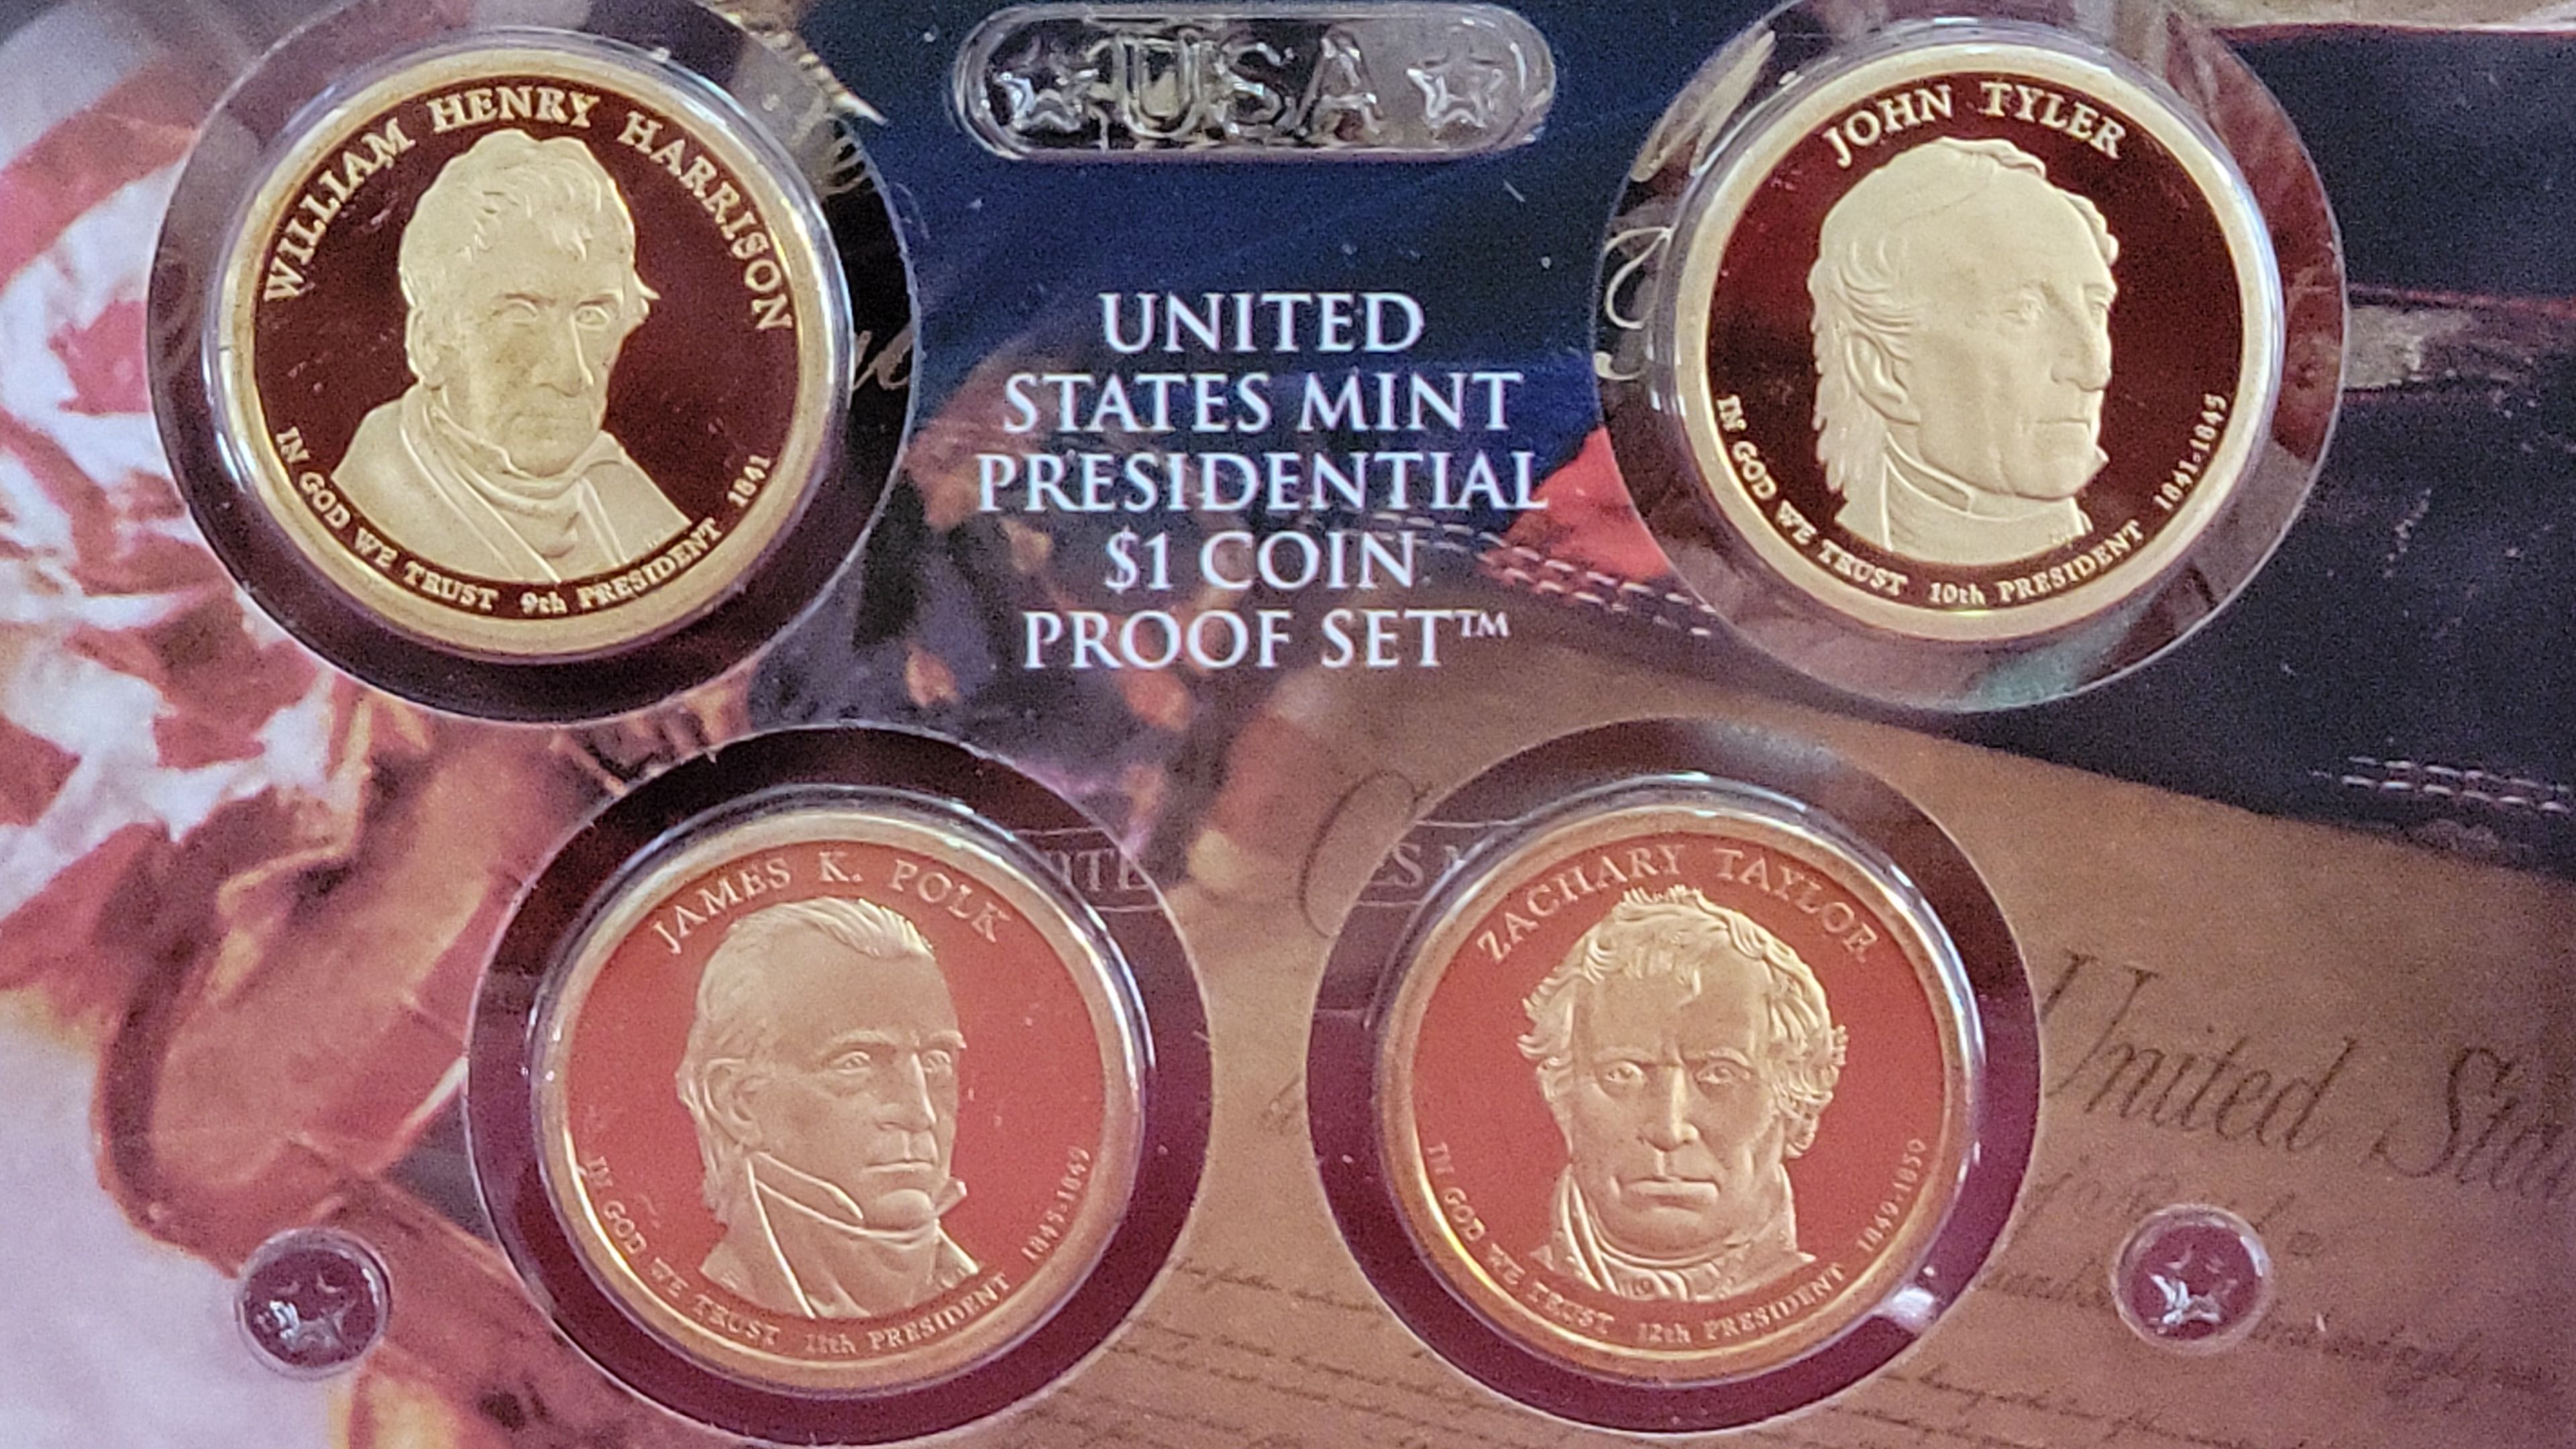 USA
WILLIAM HENRY HARRISON
IN GOD WE TRUST 9th PRESIDENT 1841
UNITED
STATES MINT
PRESIDENTIAL
$1 COIN
PROOF SET™
JOHN TYLER
IN GOD WE TRUST 10th PRESIDENT 1841-1845
JAMES K. POLK
IN GOD WE TRUST 11th PRESIDENT 1845-1849
ZACHARY TAYLOR
IN GOD WE TRUST 12th PRESIDENT 1849-1850
United